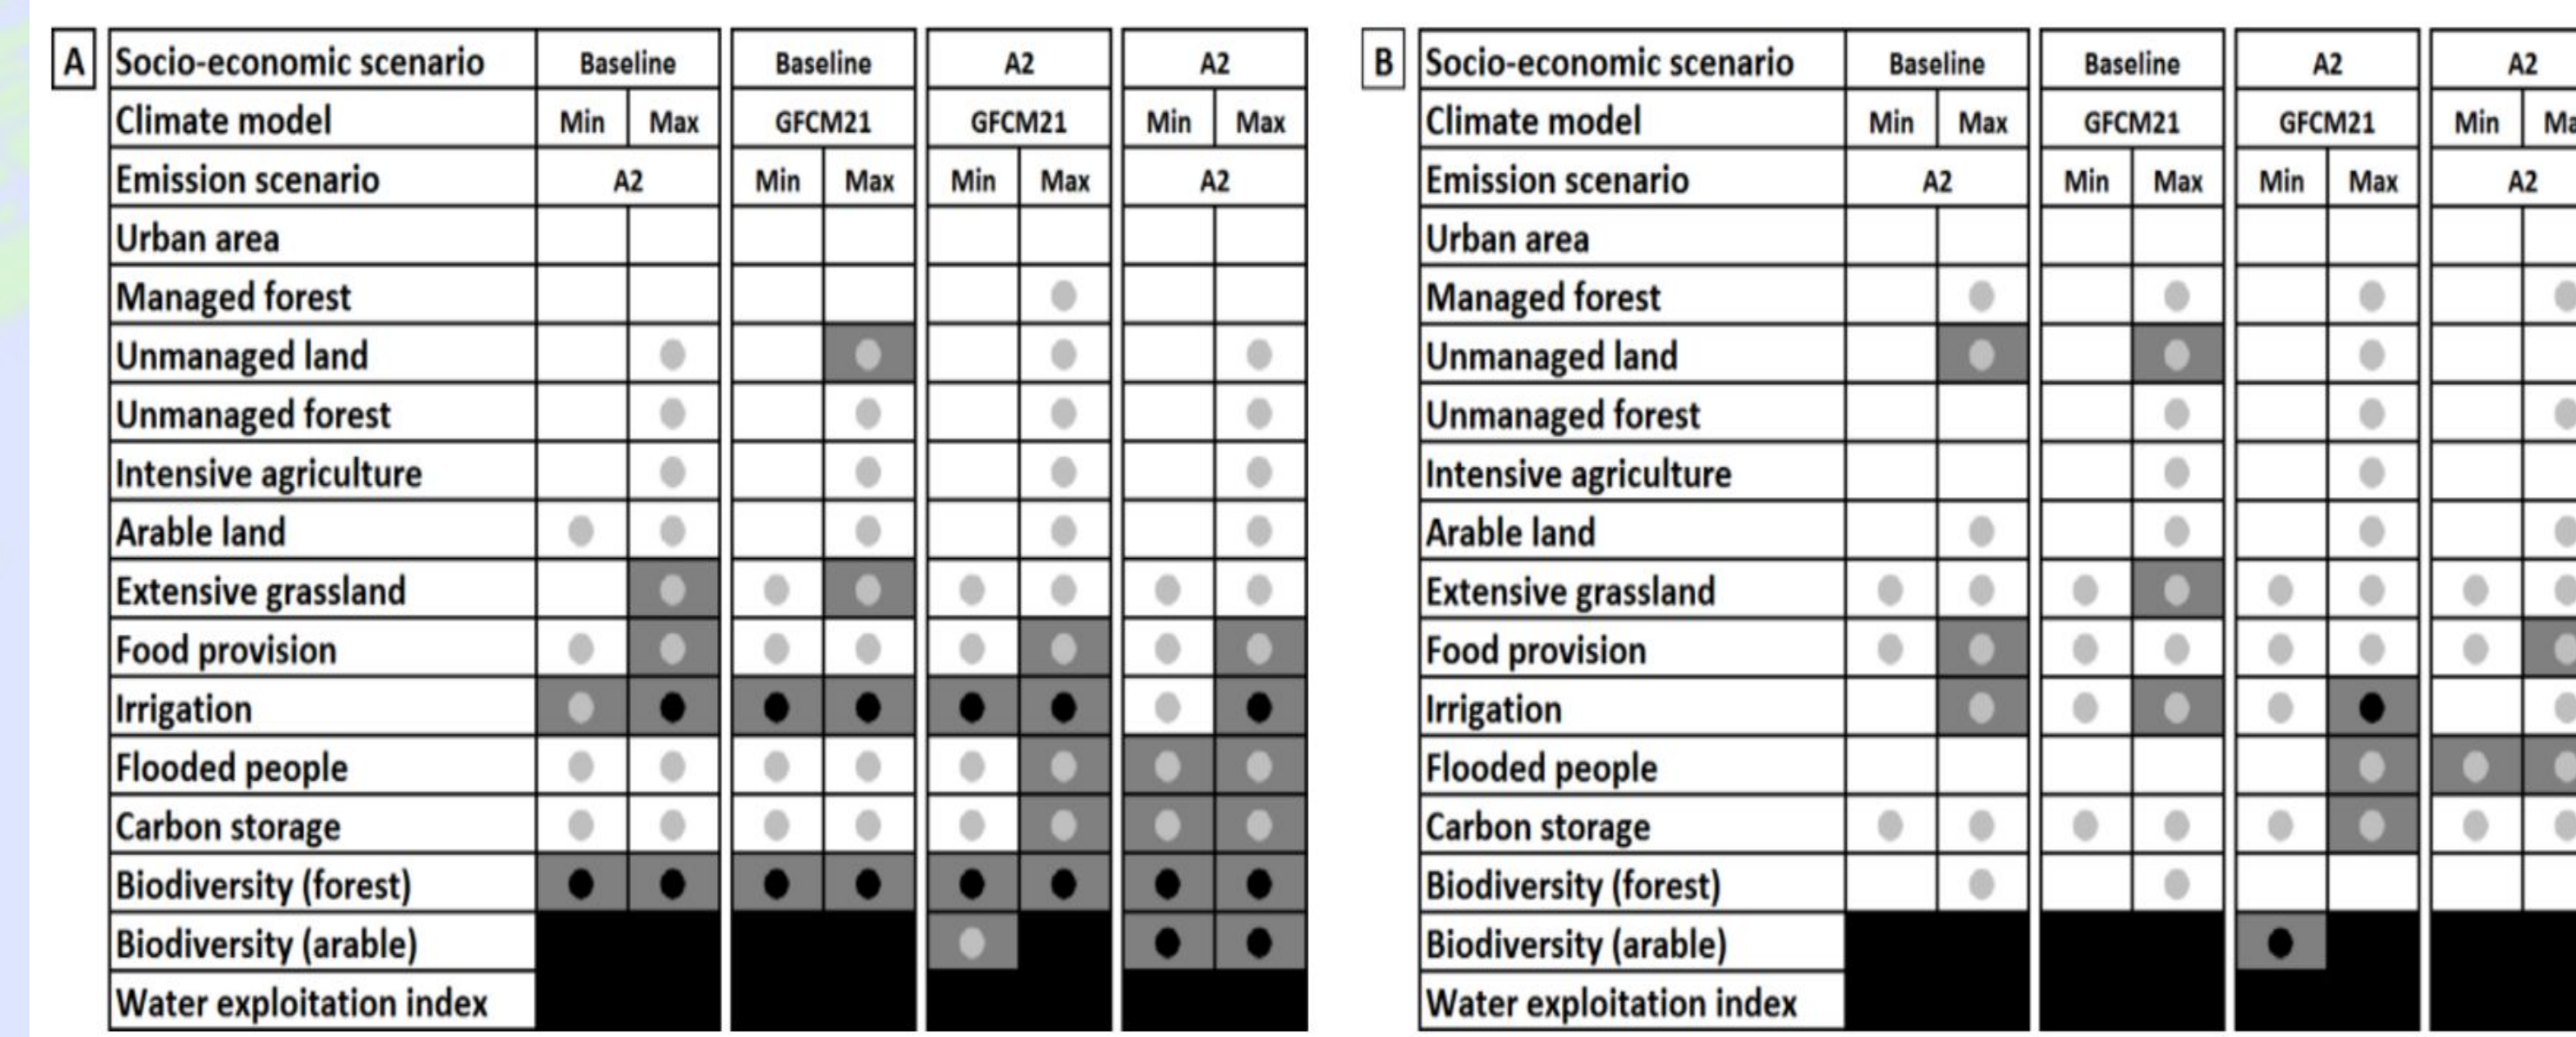 A Socio-economic scenario Baseline Baseline A2 A2
Climate model Min Max GFCM21 GFCM21 Min Max
Emission scenario A2 Min Max Min Max A2
Urban area
Managed forest
Unmanaged land
Unmanaged forest
Intensive agriculture
Arable land
Extensive grassland
Food provision
Irrigation
Flooded people
Carbon storage
Biodiversity (forest)
Biodiversity (arable)
Water exploitation index
B Socio-economic scenario Baseline Baseline A2 A2
Climate model Min Max GFCM21 GFCM21 Min
Emission scenario A2 Min Max Min Max A2
Urban area
Managed forest
Unmanaged land
Unmanaged forest
Intensive agriculture
Arable land
Extensive grassland
Food provision
Irrigation
Flooded people
Carbon storage
Biodiversity (forest)
Biodiversity (arable)
Water exploitation index